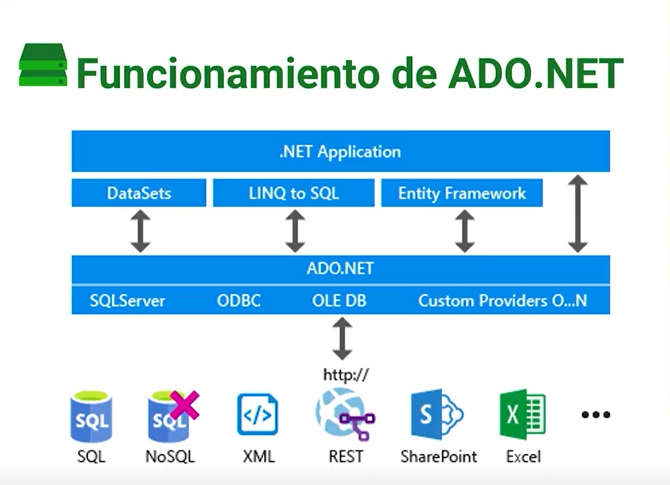 Funcionamiento de ADO.NET
.NET Application
DataSets LINQ to SQL Entity Framework
ADO.NET
SQLServer ODBC OLE DB Custom Providers O...N
http://
SQL SQL </> S X
SQL NoSQL XML REST SharePoint Excel